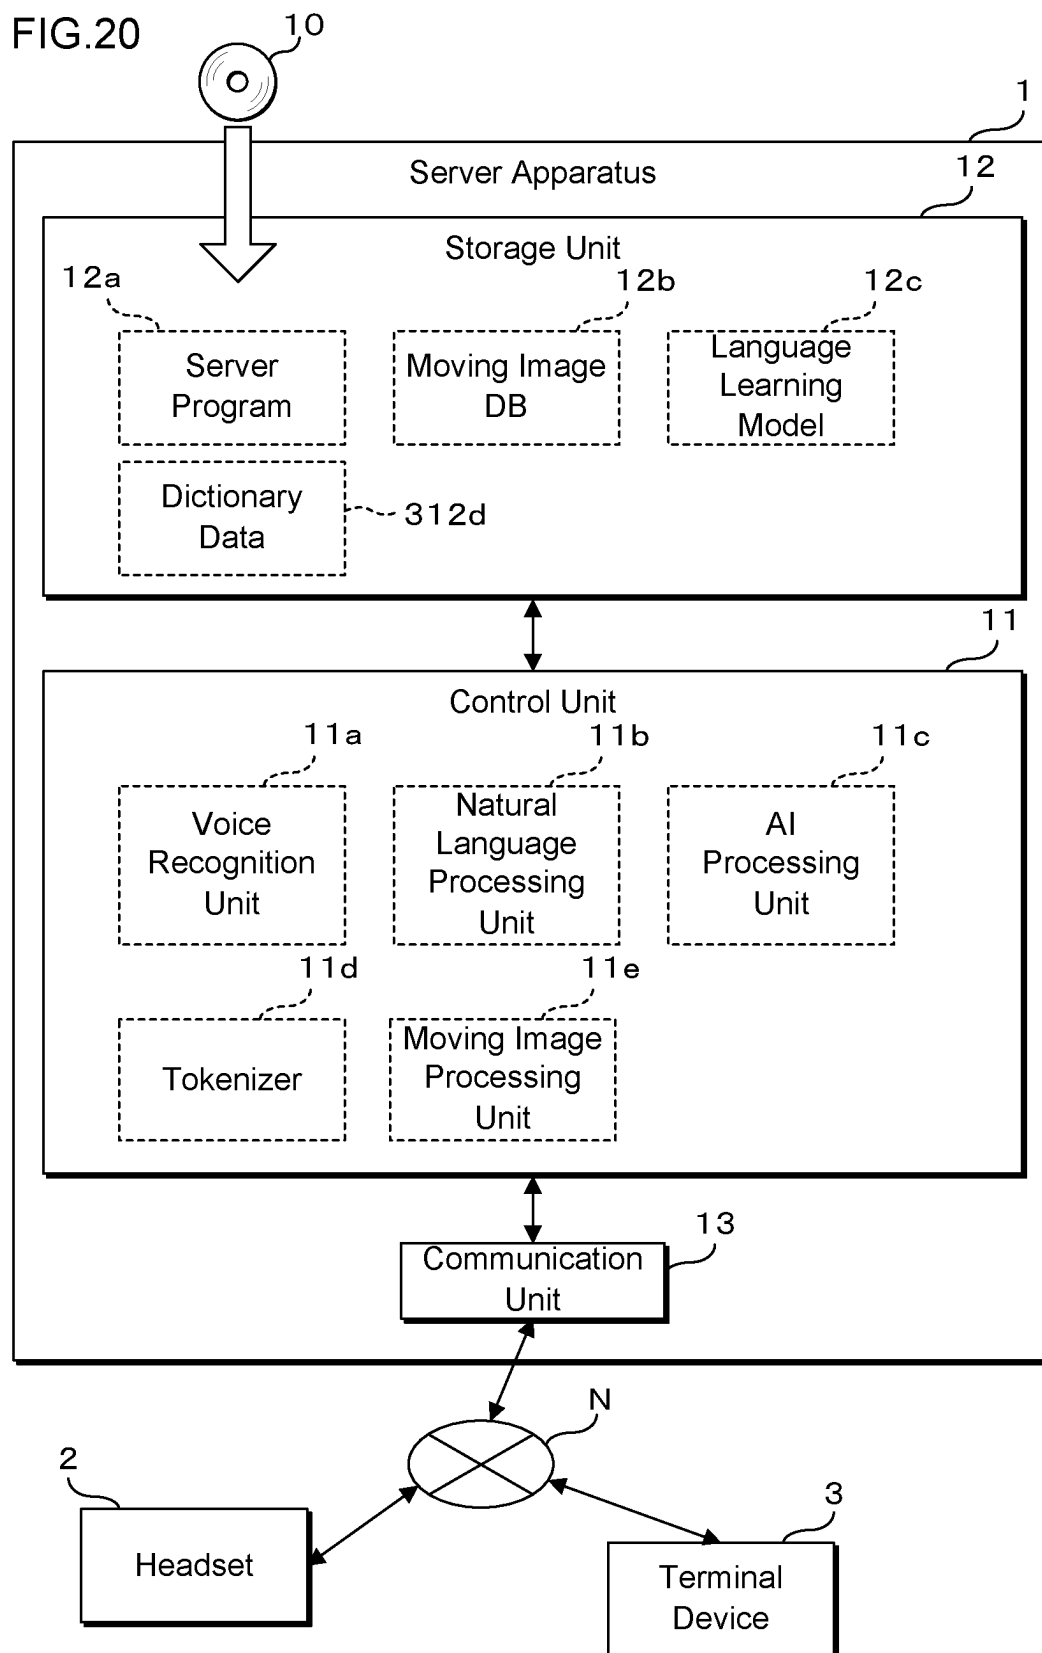 FIG.20
10
1
Server Apparatus
12
Storage Unit
12a
12b
12c
Server
Program
Moving Image
DB
Language
Learning
Model
Dictionary
Data
312d
11
Control Unit
11a
11b
11c
Voice
Recognition
Unit
Natural
Language
Processing
Unit
AI
Processing
Unit
11d
11e
Tokenizer
Moving Image
Processing
Unit
13
Communication
Unit
N
2
Headset
3
Terminal
Device